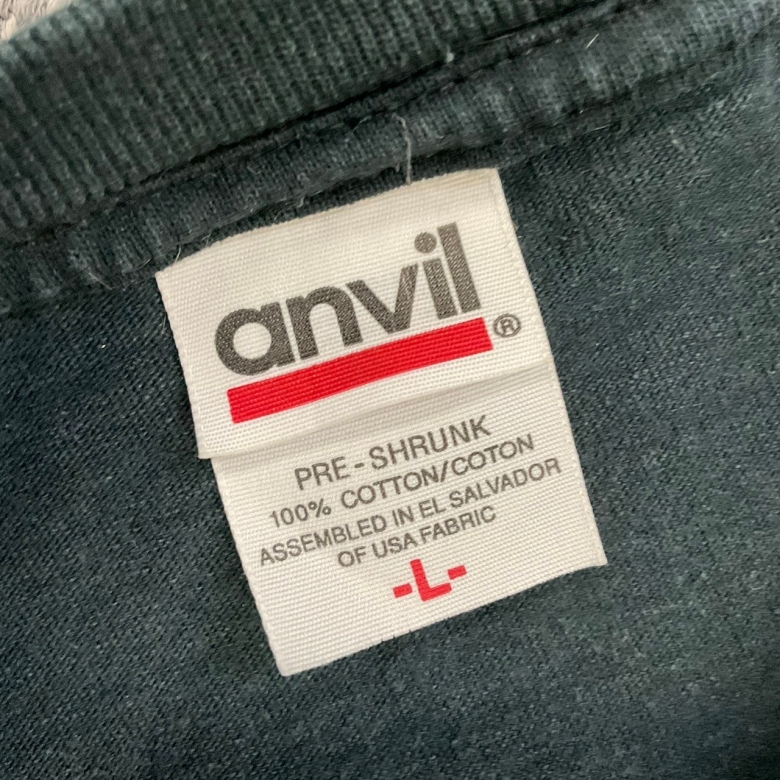 anvil®
PRE-SHRUNK
100% COTTON/COTON
ASSEMBLED IN EL SALVADOR
OF USA FABRIC
-L-